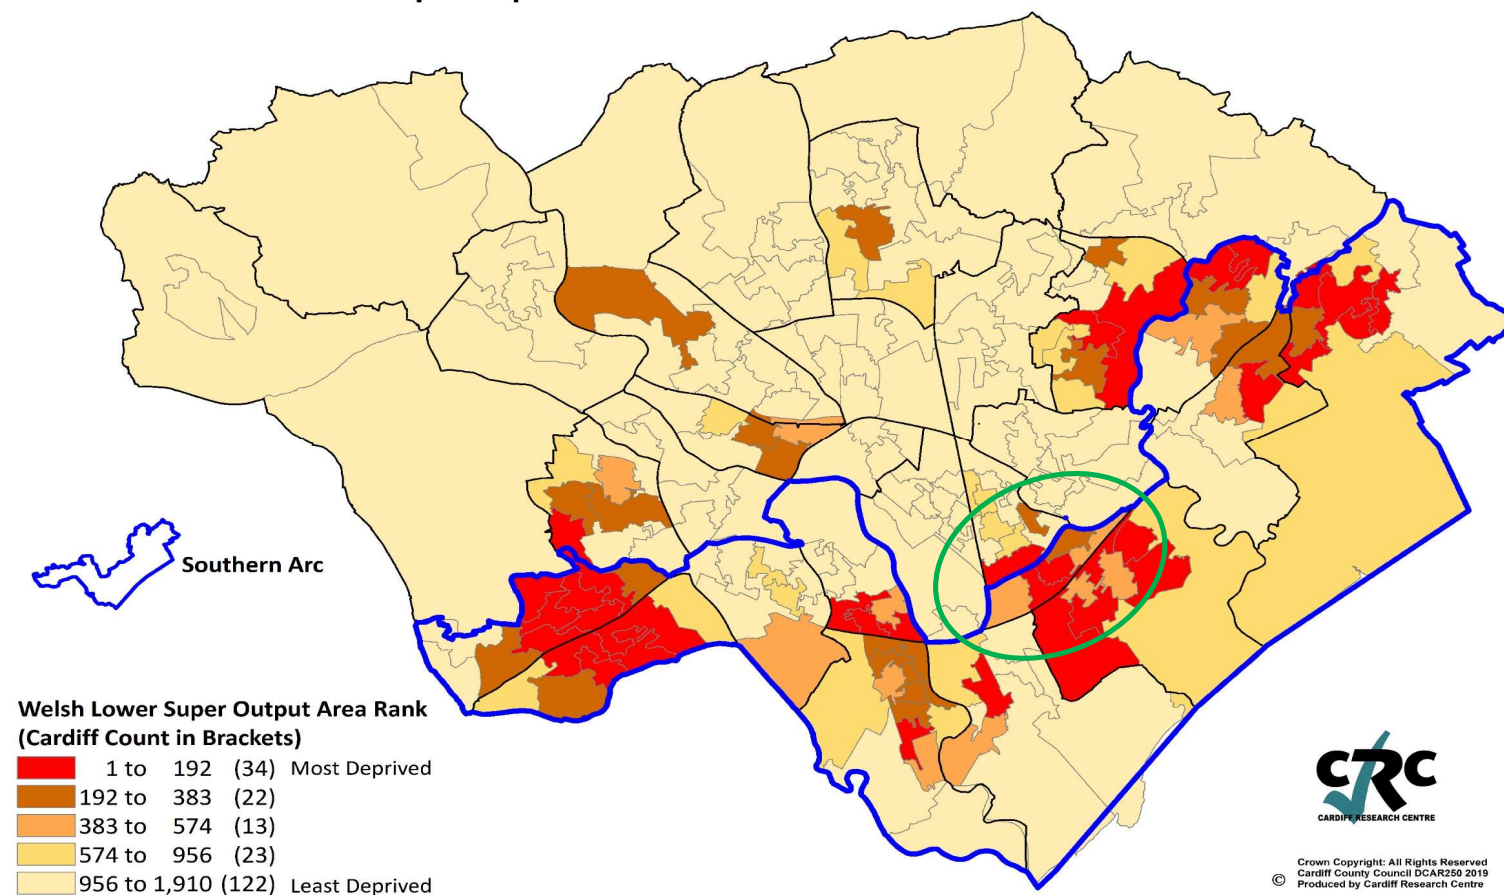 Southern Arc
Welsh Lower Super Output Area Rank
(Cardiff Count in Brackets)
1 to 192 (34) Most Deprived
192 to 383 (22)
383 to 574 (13)
574 to 956 (23)
956 to 1,910 (122) Least Deprived
CRC
CARDIFF RESEARCH CENTRE
Crown Copyright: All Rights Reserved
Cardiff County Council DCAR250 2019
© Produced by Cardiff Research Centre